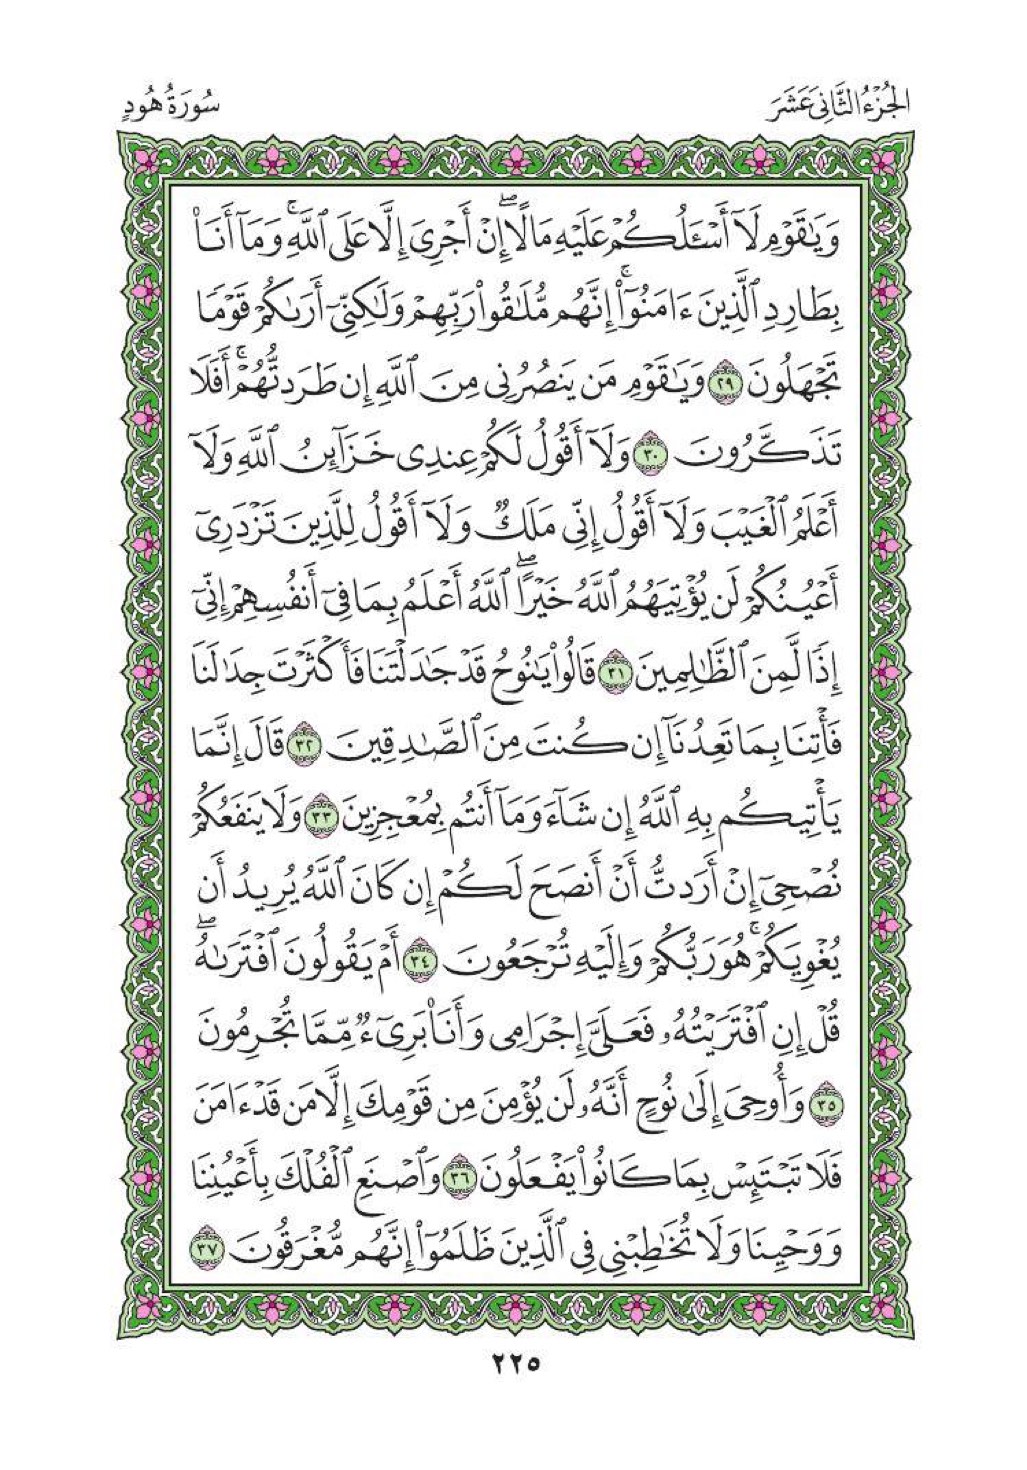 الجُزْءُ الثَّانِي عَشَرَ
سُورَةُ هُودٍ
وَيَٰقَوْمِ لَآ أَسْـَٔلُكُمْ عَلَيْهِ مَالًا ۖ إِنْ أَجْرِىَ إِلَّا عَلَى ٱللَّهِ ۚ وَمَآ أَنَا۠
بِطَارِدِ ٱلَّذِينَ ءَامَنُوٓا۟ ۚ إِنَّهُم مُّلَٰقُوا۟ رَبِّهِمْ وَلَٰكِنِّىٓ أَرَىٰكُمْ قَوْمًا
تَجْهَلُونَ ٢٩ وَيَٰقَوْمِ مَن يَنصُرُنِى مِنَ ٱللَّهِ إِن طَرَدتُّهُمْ ۚ أَفَلَا
تَذَكَّرُونَ ٣٠ وَلَآ أَقُولُ لَكُمْ عِندِى خَزَآئِنُ ٱللَّهِ وَلَآ
أَعْلَمُ ٱلْغَيْبَ وَلَآ أَقُولُ إِنِّى مَلَكٌ وَلَآ أَقُولُ لِلَّذِينَ تَزْدَرِىٓ
أَعْيُنُكُمْ لَن يُؤْتِيَهُمُ ٱللَّهُ خَيْرًا ۖ ٱللَّهُ أَعْلَمُ بِمَا فِىٓ أَنفُسِهِمْ ۖ إِنِّىٓ
إِذًا لَّمِنَ ٱلظَّٰلِمِينَ ٣١ قَالُوا۟ يَٰنُوحُ قَدْ جَٰدَلْتَنَا فَأَكْثَرْتَ جِدَٰلَنَا
فَأْتِنَا بِمَا تَعِدُنَآ إِن كُنتَ مِنَ ٱلصَّٰدِقِينَ ٣٢ قَالَ إِنَّمَا
يَأْتِيكُم بِهِ ٱللَّهُ إِن شَآءَ وَمَآ أَنتُم بِمُعْجِزِينَ ٣٣ وَلَا يَنفَعُكُمْ
نُصْحِىٓ إِنْ أَرَدتُّ أَنْ أَنصَحَ لَكُمْ إِن كَانَ ٱللَّهُ يُرِيدُ أَن
يُغْوِيَكُمْ ۚ هُوَ رَبُّكُمْ وَإِلَيْهِ تُرْجَعُونَ ٣٤ أَمْ يَقُولُونَ ٱفْتَرَىٰهُ ۖ
قُلْ إِنِ ٱفْتَرَيْتُهُۥ فَعَلَىَّ إِجْرَامِى وَأَنَا۠ بَرِىٓءٌ مِّمَّا تُجْرِمُونَ
٣٥ وَأُوحِىَ إِلَىٰ نُوحٍ أَنَّهُۥ لَن يُؤْمِنَ مِن قَوْمِكَ إِلَّا مَن قَدْ ءَامَنَ
فَلَا تَبْتَئِسْ بِمَا كَانُوا۟ يَفْعَلُونَ ٣٦ وَٱصْنَعِ ٱلْفُلْكَ بِأَعْيُنِنَا
وَوَحْيِنَا وَلَا تُخَٰطِبْنِى فِى ٱلَّذِينَ ظَلَمُوٓا۟ ۚ إِنَّهُم مُّغْرَقُونَ ٣٧
٢٢٥